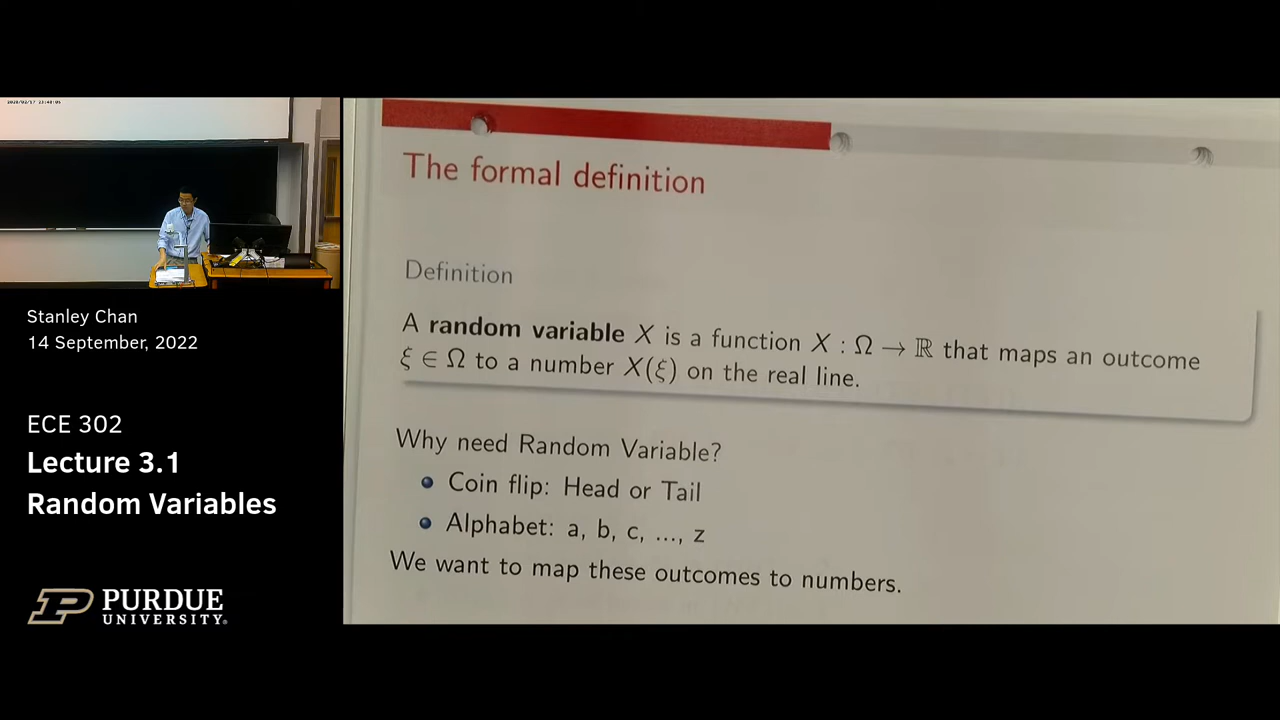 Stanley Chan
14 September, 2022
ECE 302
Lecture 3.1
Random Variables
PURDUE
UNIVERSITY.
The formal definition
Definition
A random variable X is a function X : Ω → ℝ that maps an outcome
ξ ∈ Ω to a number X(ξ) on the real line.
Why need Random Variable?
Coin flip: Head or Tail
Alphabet: a, b, c, ..., z
We want to map these outcomes to numbers.